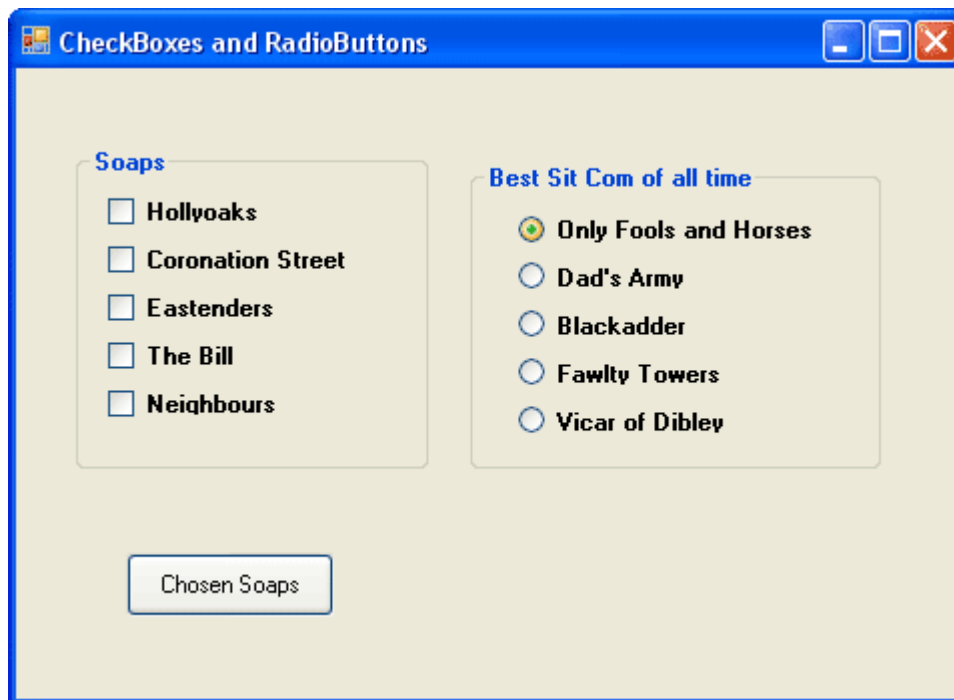 CheckBoxes and RadioButtons
Soaps
Hollyoaks
Coronation Street
Eastenders
The Bill
Neighbours
Best Sit Com of all time
Only Fools and Horses
Dad's Army
Blackadder
Fawlty Towers
Vicar of Dibley
Chosen Soaps